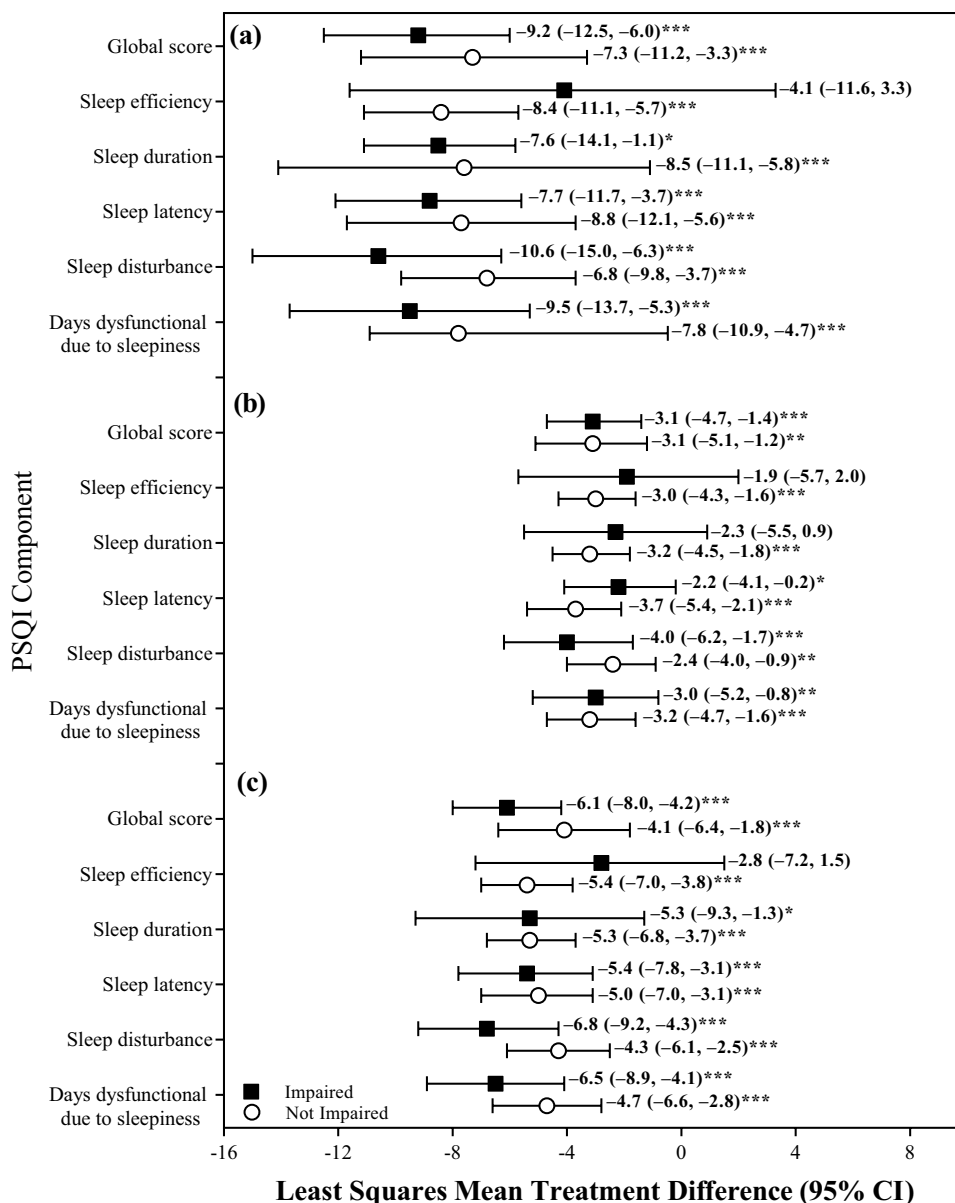 (a)
Global score
–9.2 (–12.5, –6.0)***
–7.3 (–11.2, –3.3)***
Sleep efficiency
–4.1 (–11.6, 3.3)
–8.4 (–11.1, –5.7)***
Sleep duration
–7.6 (–14.1, –1.1)*
–8.5 (–11.1, –5.8)***
Sleep latency
–7.7 (–11.7, –3.7)***
–8.8 (–12.1, –5.6)***
Sleep disturbance
–10.6 (–15.0, –6.3)***
–6.8 (–9.8, –3.7)***
Days dysfunctional
due to sleepiness
–9.5 (–13.7, –5.3)***
–7.8 (–10.9, –4.7)***
(b)
Global score
–3.1 (–4.7, –1.4)***
–3.1 (–5.1, –1.2)**
Sleep efficiency
–1.9 (–5.7, 2.0)
–3.0 (–4.3, –1.6)***
Sleep duration
–2.3 (–5.5, 0.9)
–3.2 (–4.5, –1.8)***
Sleep latency
–2.2 (–4.1, –0.2)*
–3.7 (–5.4, –2.1)***
Sleep disturbance
–4.0 (–6.2, –1.7)***
–2.4 (–4.0, –0.9)**
Days dysfunctional
due to sleepiness
–3.0 (–5.2, –0.8)**
–3.2 (–4.7, –1.6)***
(c)
Global score
–6.1 (–8.0, –4.2)***
–4.1 (–6.4, –1.8)***
Sleep efficiency
–2.8 (–7.2, 1.5)
–5.4 (–7.0, –3.8)***
Sleep duration
–5.3 (–9.3, –1.3)*
–5.3 (–6.8, –3.7)***
Sleep latency
–5.4 (–7.8, –3.1)***
–5.0 (–7.0, –3.1)***
Sleep disturbance
–6.8 (–9.2, –4.3)***
–4.3 (–6.1, –2.5)***
Days dysfunctional
due to sleepiness
–6.5 (–8.9, –4.1)***
–4.7 (–6.6, –2.8)***
Impaired
Not Impaired
PSQI Component
-16 -12 -8 -4 0 4 8
Least Squares Mean Treatment Difference (95% CI)